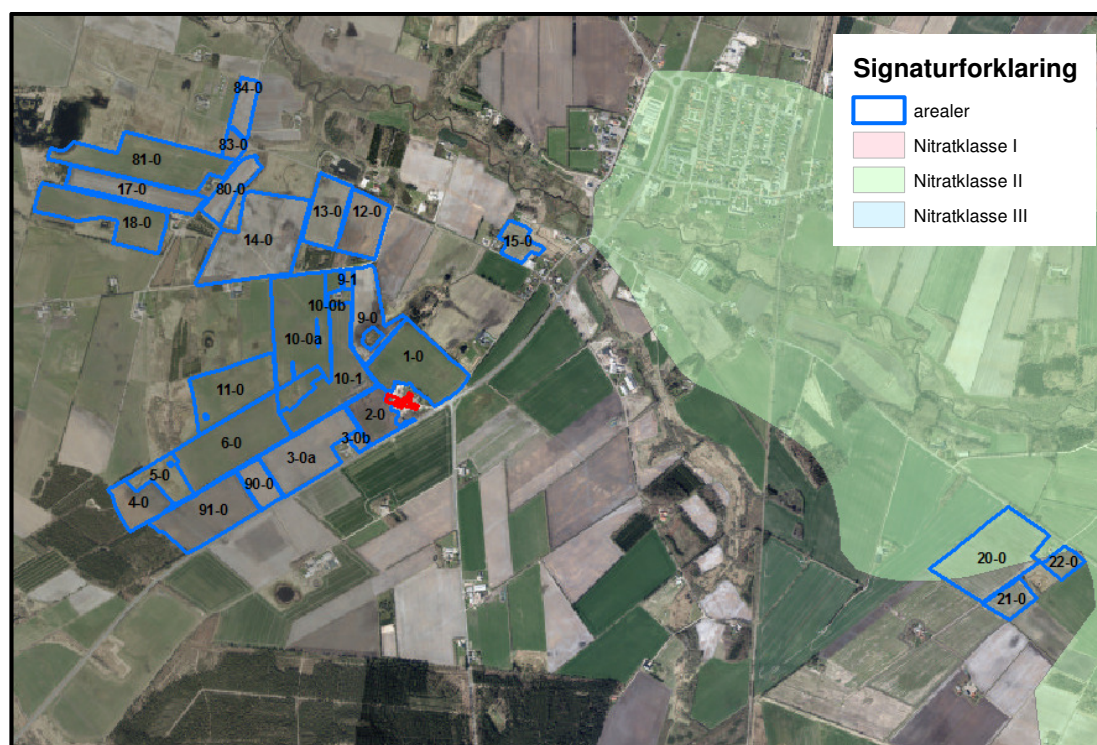 Signaturforklaring
arealer
Nitratklasse I
Nitratklasse II
Nitratklasse III
84-0
83-0
81-0
17-0
80-0
18-0
14-0
13-0
12-0
15-0
9-1
10-0b
9-0
10-0a
1-0
10-1
11-0
2-0
6-0
3-0b
3-0a
5-0
90-0
4-0
91-0
20-0
22-0
21-0